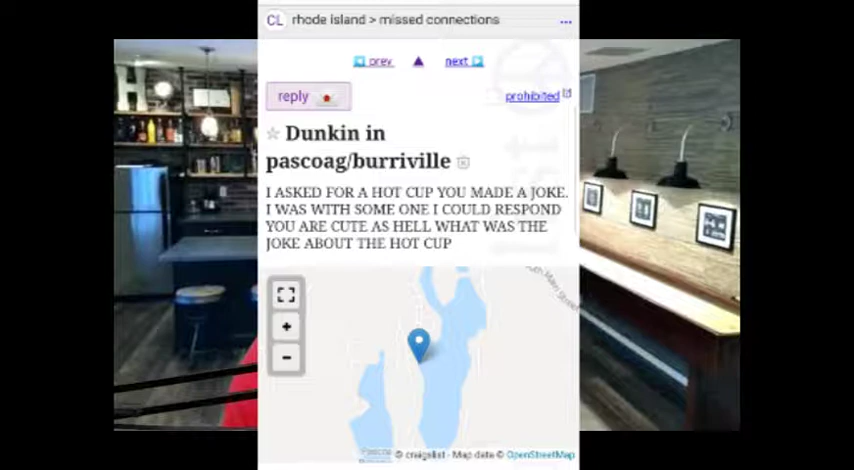 CL rhode island > missed connections ...
prev ▲ next
reply prohibited
☆ Dunkin in
pascoag/burriville
I ASKED FOR A HOT CUP YOU MADE A JOKE.
I WAS WITH SOME ONE I COULD RESPOND
YOU ARE CUTE AS HELL WHAT WAS THE
JOKE ABOUT THE HOT CUP
Main Street
+
−
© craigslist - Map data © OpenStreetMap